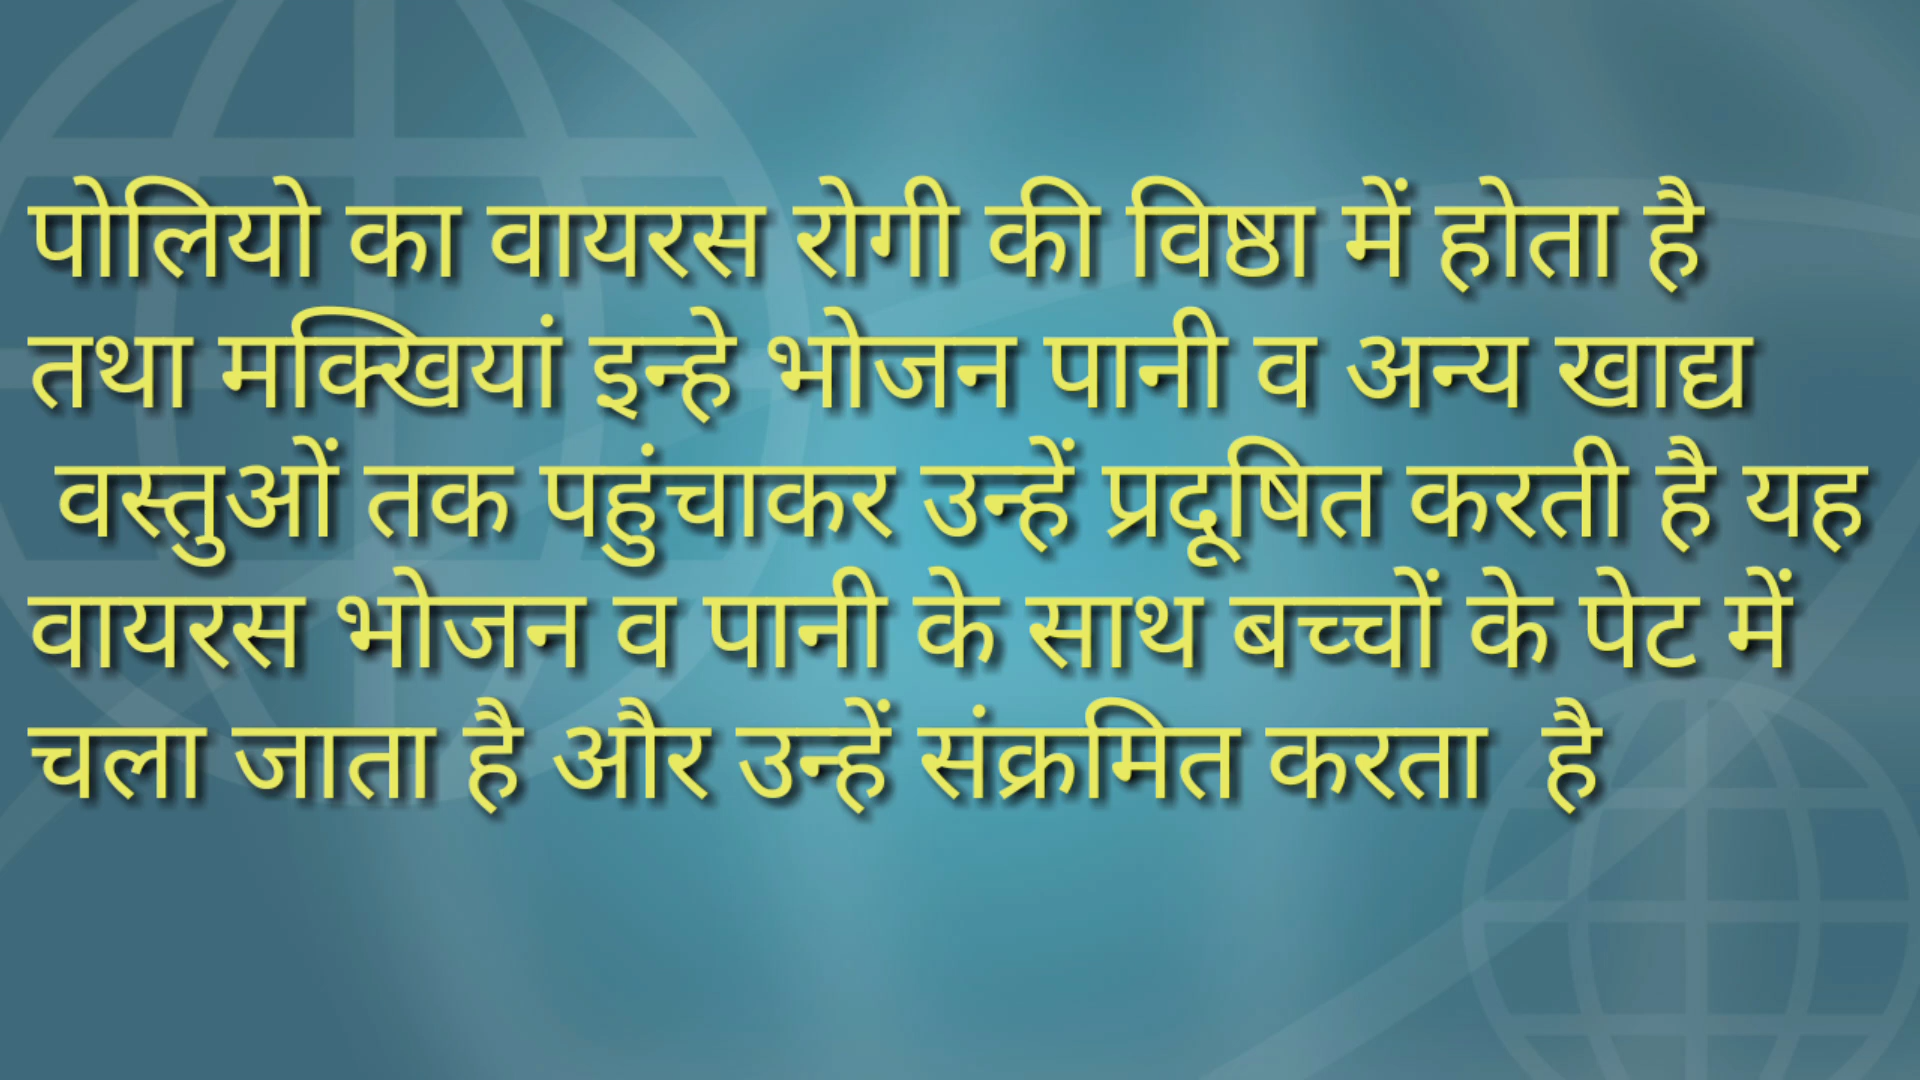 पोलियो का वायरस रोगी की विष्ठा में होता है
तथा मक्खियां इन्हे भोजन पानी व अन्य खाद्य
वस्तुओं तक पहुंचाकर उन्हें प्रदूषित करती है यह
वायरस भोजन व पानी के साथ बच्चों के पेट में
चला जाता है और उन्हें संक्रमित करता है